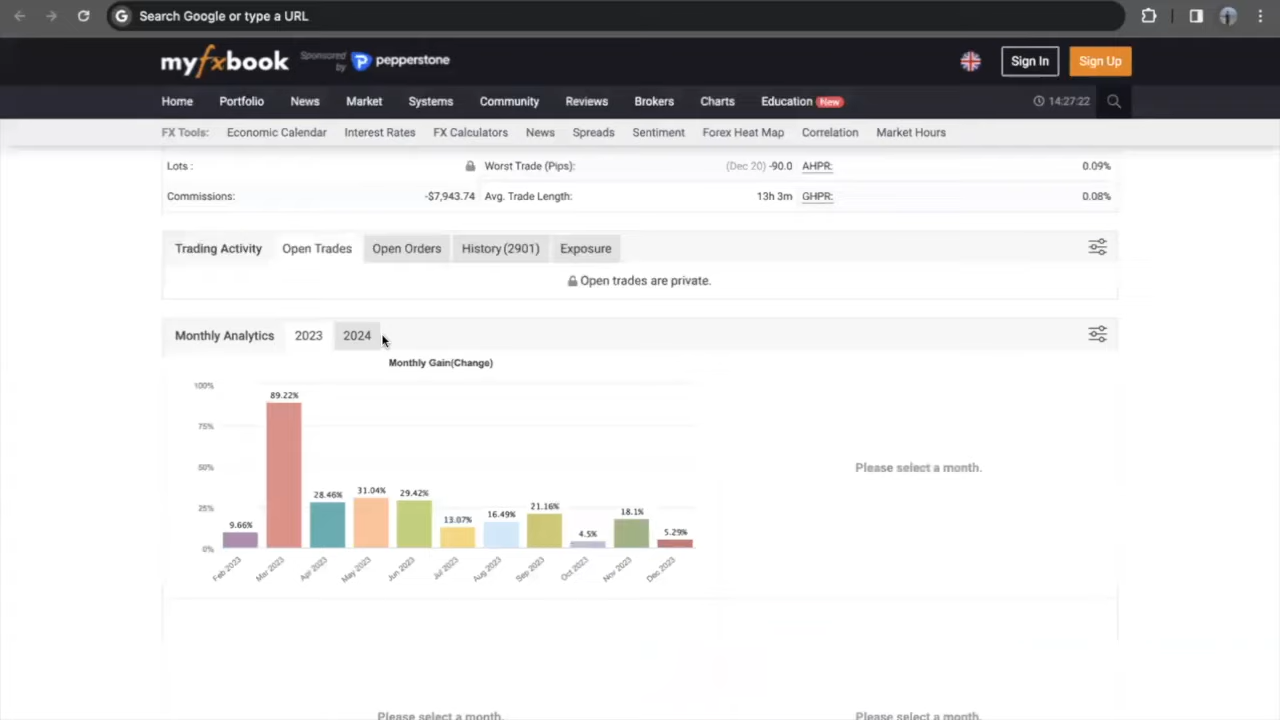 Search Google or type a URL
myfxbook Sponsored by pepperstone
Sign In Sign Up
Home Portfolio News Market Systems Community Reviews Brokers Charts Education New 14:27:22
FX Tools: Economic Calendar Interest Rates FX Calculators News Spreads Sentiment Forex Heat Map Correlation Market Hours
Lots : Worst Trade (Pips): (Dec 20) -90.0 AHPR: 0.09%
Commissions: -$7,943.74 Avg. Trade Length: 13h 3m GHPR: 0.08%
Trading Activity Open Trades Open Orders History (2901) Exposure
Open trades are private.
Monthly Analytics 2023 2024
Monthly Gain(Change)
100%
75%
50%
25%
0%
9.66% 89.22% 28.46% 31.04% 29.42% 13.07% 16.49% 21.16% 4.5% 18.1% 5.29%
Feb 2023 Mar 2023 Apr 2023 May 2023 Jun 2023 Jul 2023 Aug 2023 Sep 2023 Oct 2023 Nov 2023 Dec 2023
Please select a month.
Please select a month. Please select a month.